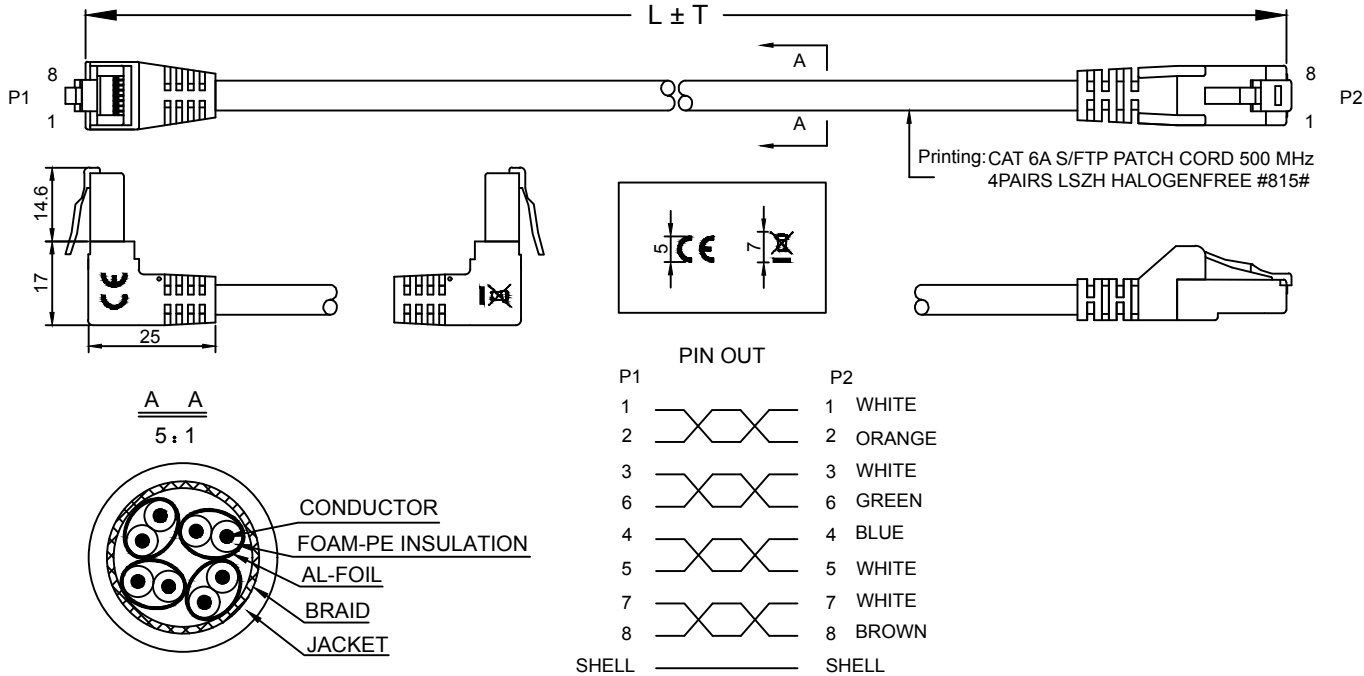 L ± T
P1
8
1
A
A
8
1
P2
Printing: CAT 6A S/FTP PATCH CORD 500 MHz
4PAIRS LSZH HALOGENFREE #815#
14.6
17
25
CE
5
CE
7
A A
5:1
CONDUCTOR
FOAM-PE INSULATION
AL-FOIL
BRAID
JACKET
PIN OUT
P1 P2
1 1 WHITE
2 2 ORANGE
3 3 WHITE
6 6 GREEN
4 4 BLUE
5 5 WHITE
7 7 WHITE
8 8 BROWN
SHELL SHELL